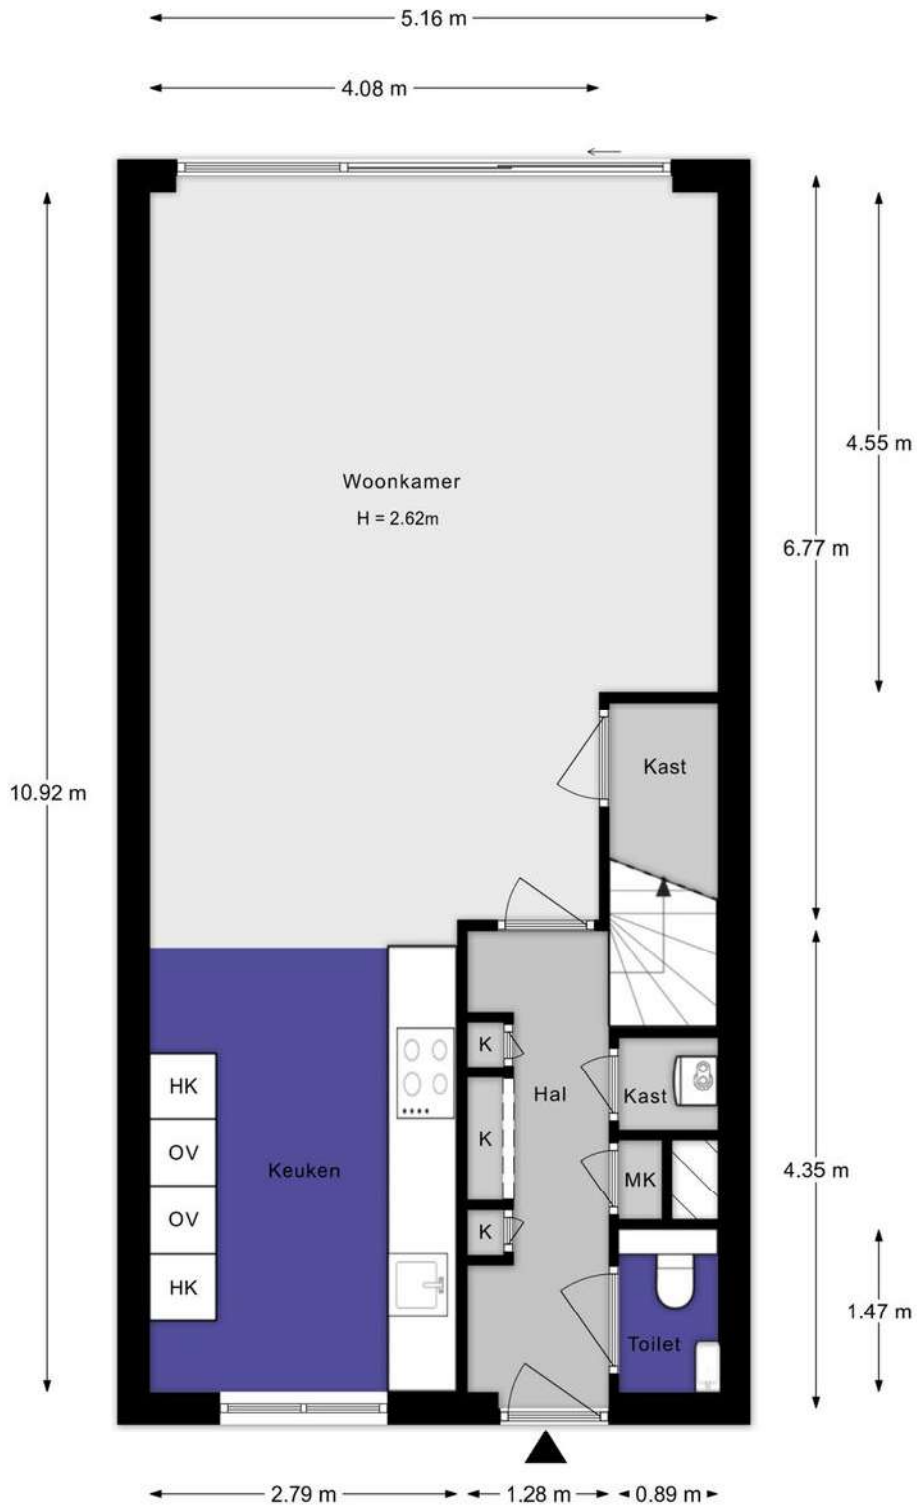 5.16 m
4.08 m
4.55 m
Woonkamer
H = 2.62m
6.77 m
Kast
10.92 m
K
HK
Kast
Hal
K
OV
Keuken
4.35 m
MK
OV
K
HK
1.47 m
Toilet
2.79 m
1.28 m
0.89 m